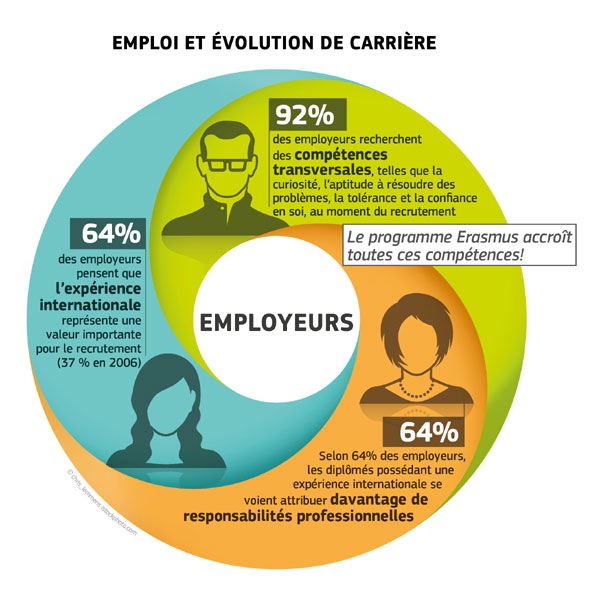 EMPLOI ET ÉVOLUTION DE CARRIÈRE
92%
des employeurs recherchent
des compétences
transversales, telles que la
curiosité, l'aptitude à résoudre des
problèmes, la tolérance et la confiance
en soi, au moment du recrutement
Le programme Erasmus accroît
toutes ces compétences!
64%
des employeurs
pensent que
l'expérience
internationale
représente une
valeur importante
pour le recrutement
(37 % en 2006)
EMPLOYEURS
64%
Selon 64% des employeurs,
les diplômés possédant une
expérience internationale se
voient attribuer davantage de
responsabilités professionnelles